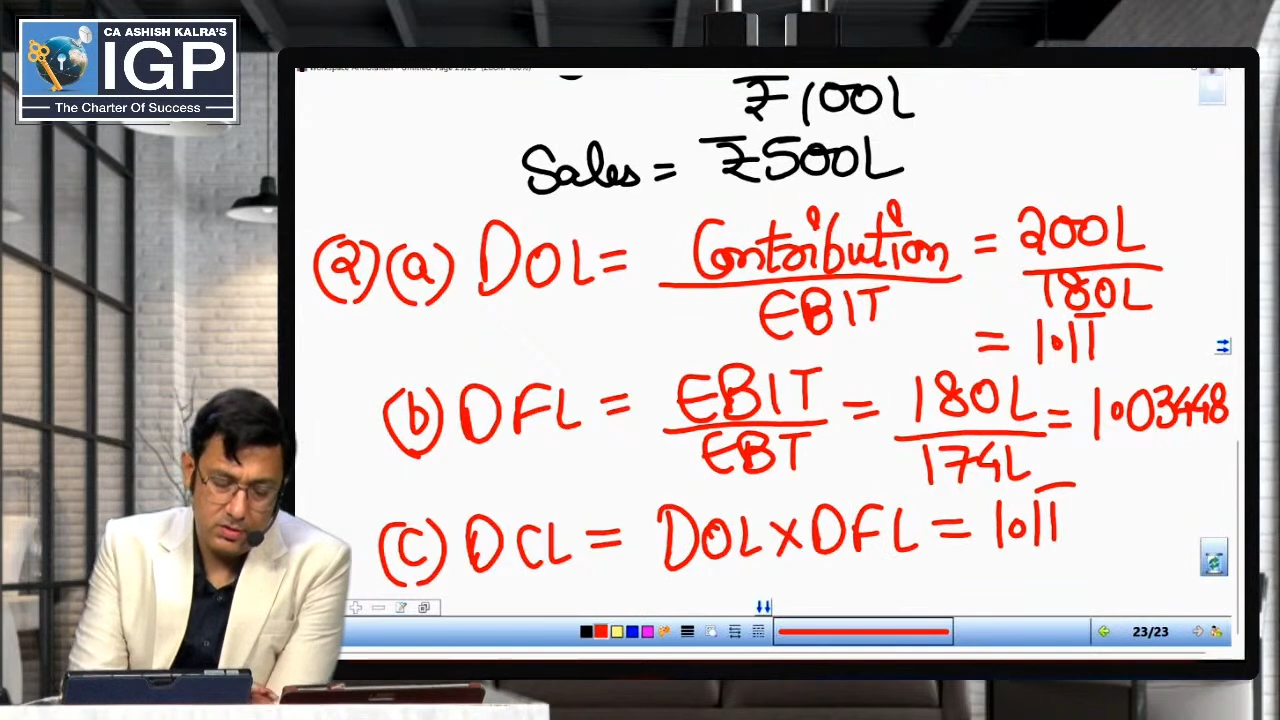 CA ASHISH KALRA'S
IGP
The Charter Of Success
₹100L
Sales = ₹500L
(2)(a) DOL = Contribution / EBIT = 200L / 180L
= 1.11̅
(b) DFL = EBIT / EBT = 180L / 174L = 1.03448
(c) DCL = DOL × DFL = 1.11̅
23/23